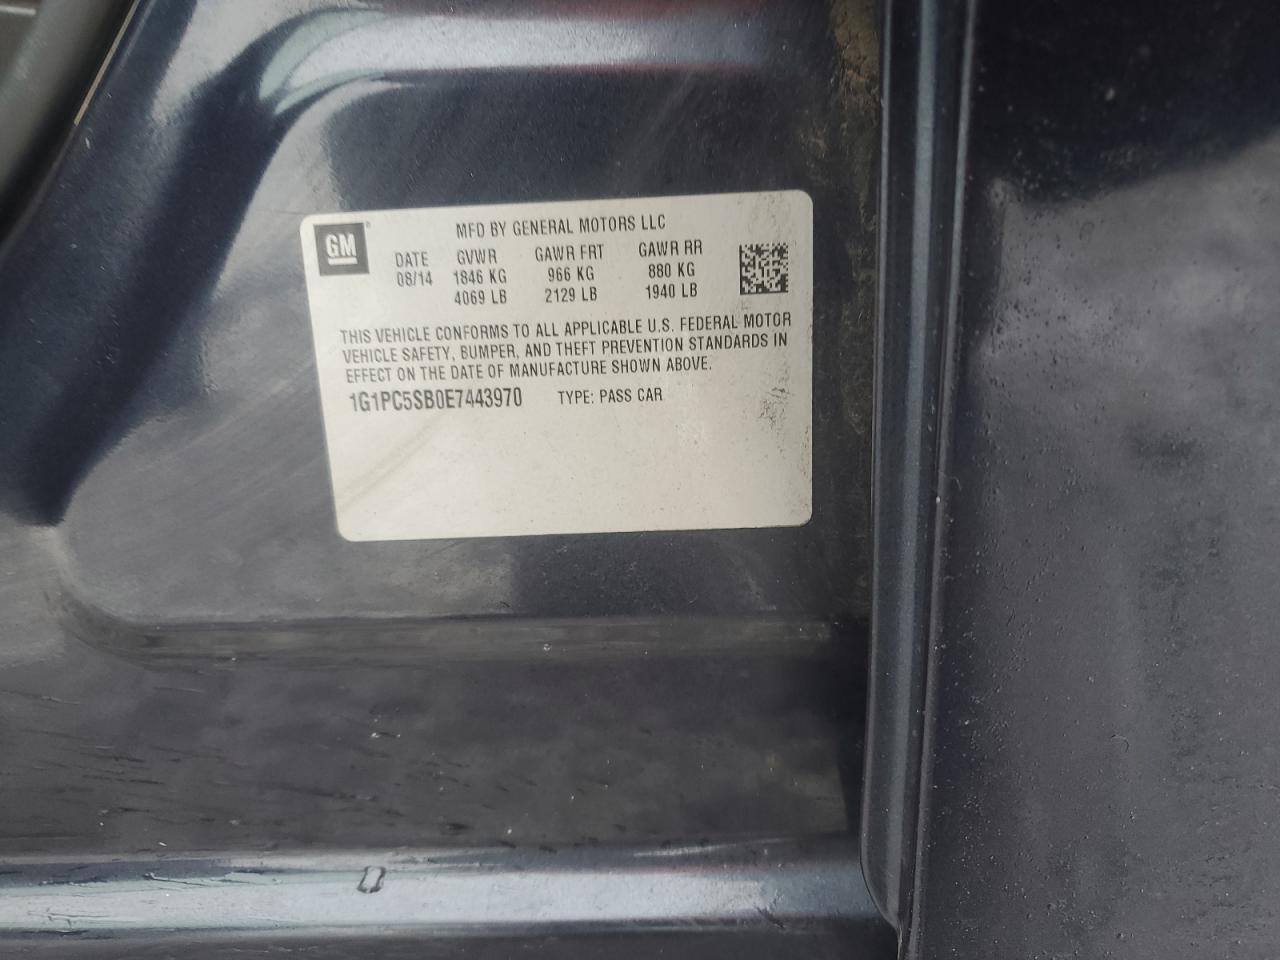 GM®
MFD BY GENERAL MOTORS LLC
DATE GVWR GAWR FRT GAWR RR
08/14 1846 KG 966 KG 880 KG
4069 LB 2129 LB 1940 LB
THIS VEHICLE CONFORMS TO ALL APPLICABLE U.S. FEDERAL MOTOR
VEHICLE SAFETY, BUMPER, AND THEFT PREVENTION STANDARDS IN
EFFECT ON THE DATE OF MANUFACTURE SHOWN ABOVE.
1G1PC5SB0E7443970 TYPE: PASS CAR